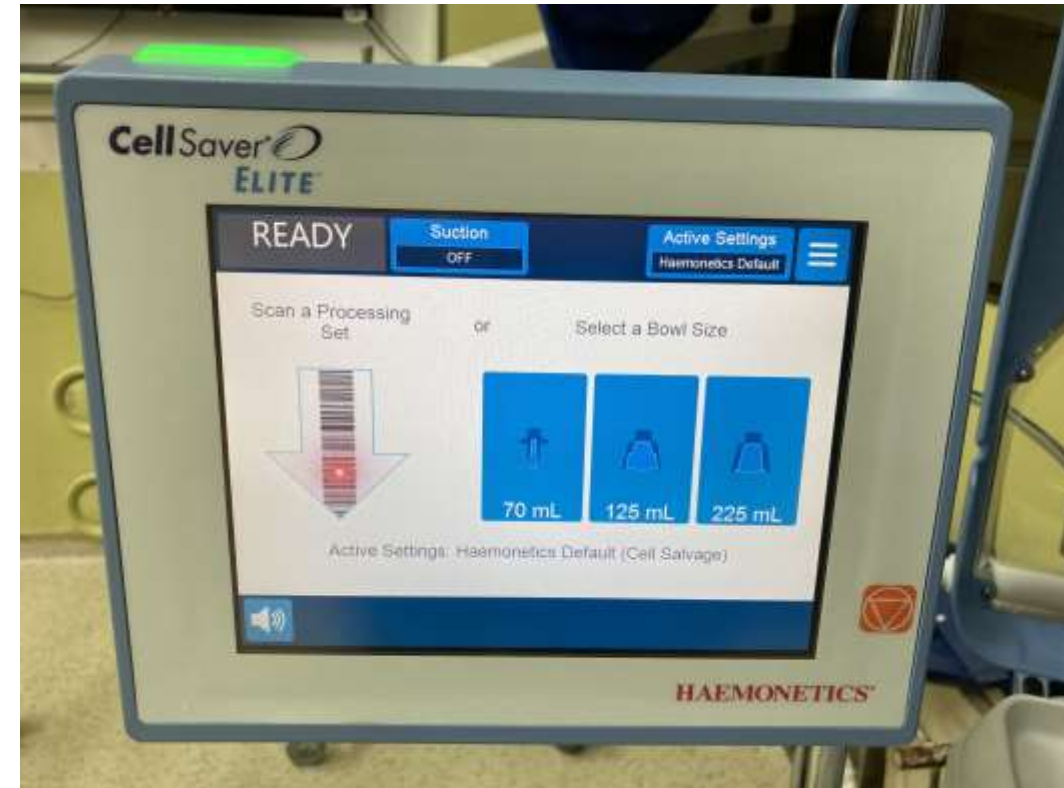 CellSaver®
ELITE™
READY
Suction
OFF
Active Settings
Haemonetics Default
Scan a Processing
Set
or
Select a Bowl Size
70 mL
125 mL
225 mL
Active Settings: Haemonetics Default (Cell Salvage)
HAEMONETICS®